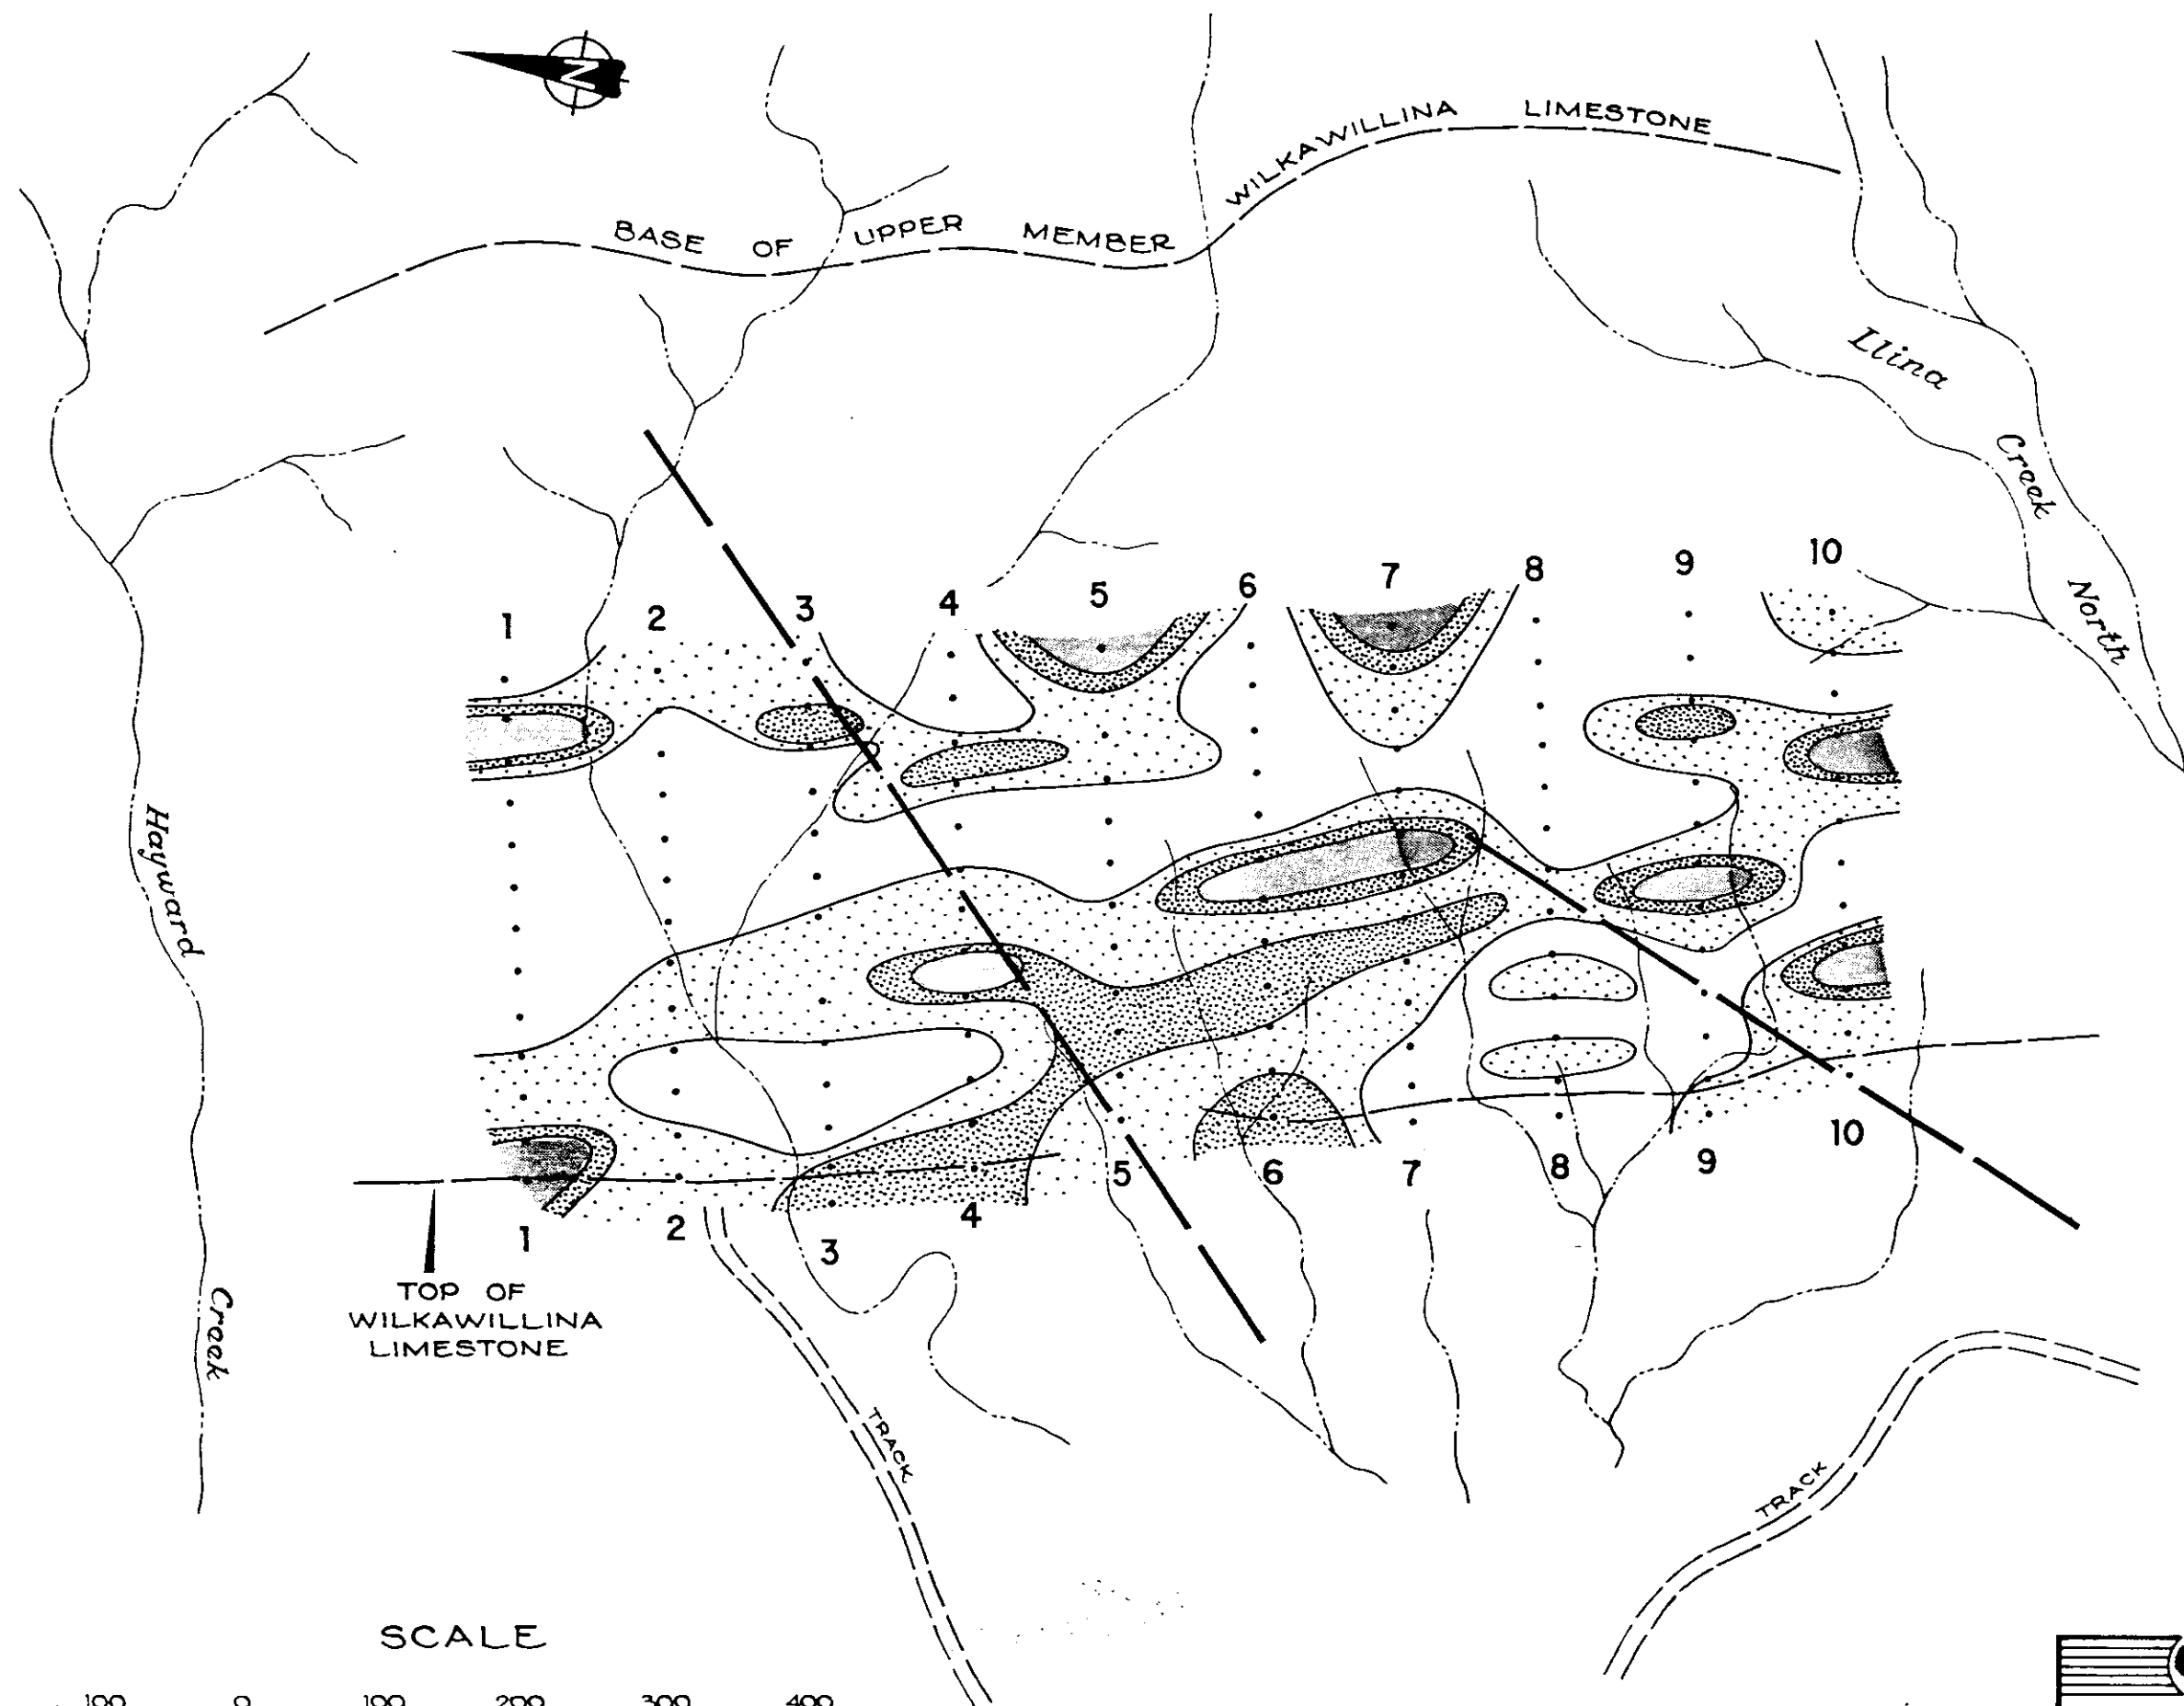 N
WILKAWILLINA LIMESTONE
BASE OF UPPER MEMBER
Llina Creek North
1 2 3 4 5 6 7 8 9 10
Hayward Creek
1 2 3 4 5 6 7 8 9 10
TOP OF
WILKAWILLINA
LIMESTONE
TRACK
TRACK
SCALE
100 0 100 200 300 400